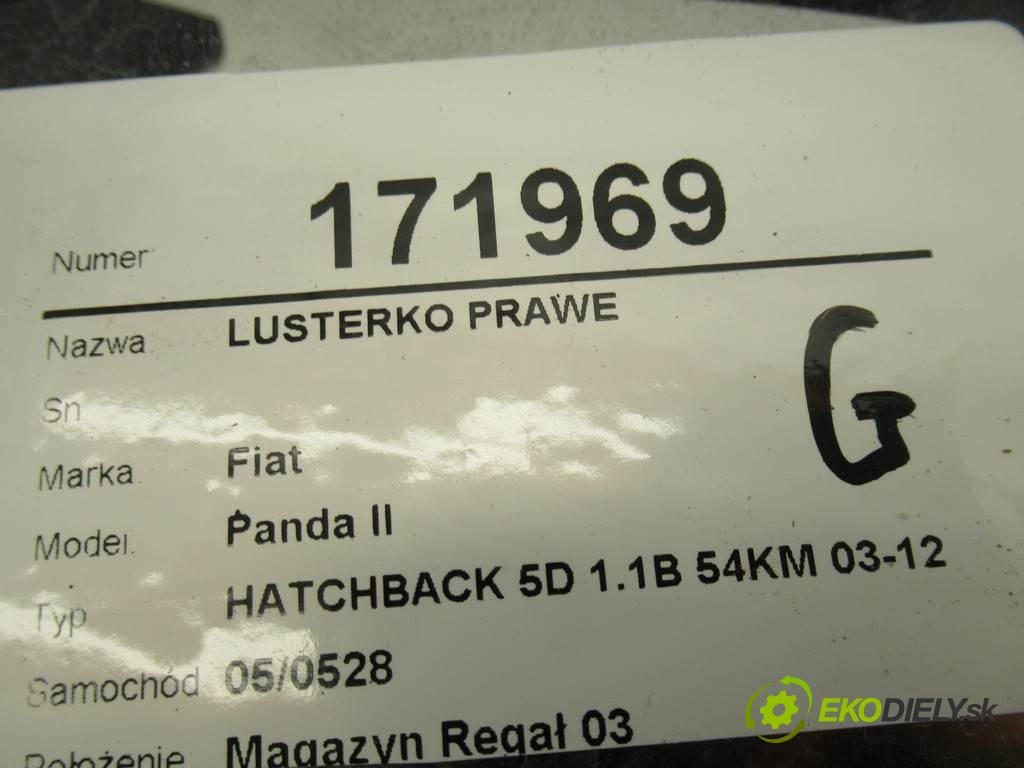 Numer 171969
Nazwa LUSTERKO PRAWE
Sn
G
Marka Fiat
Model Panda II
Typ HATCHBACK 5D 1.1B 54KM 03-12
Samochód 05/0528
Położenie Magazyn Regał 03
EKODIELY.sk